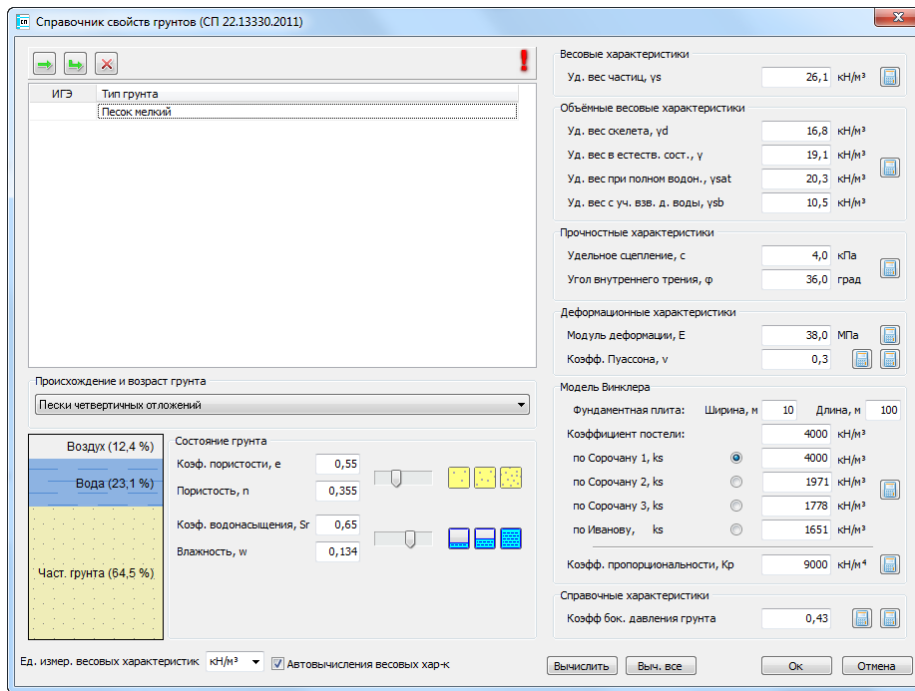 Справочник свойств грунтов (СП 22.13330.2011)
ИГЭ Тип грунта
Песок мелкий
Происхождение и возраст грунта
Пески четвертичных отложений
Воздух (12,4 %)
Вода (23,1 %)
Част. грунта (64,5 %)
Состояние грунта
Коэф. пористости, e 0,55
Пористость, n 0,355
Коэф. водонасыщения, Sr 0,65
Влажность, w 0,134
Ед. измер. весовых характеристик кН/м³ Автовычисления весовых хар-к
Весовые характеристики
Уд. вес частиц, γs 26,1 кН/м³
Объёмные весовые характеристики
Уд. вес скелета, γd 16,8 кН/м³
Уд. вес в естеств. сост., γ 19,1 кН/м³
Уд. вес при полном водон., γsat 20,3 кН/м³
Уд. вес с уч. взв. д. воды, γsb 10,5 кН/м³
Прочностные характеристики
Удельное сцепление, c 4,0 кПа
Угол внутреннего трения, φ 36,0 град
Деформационные характеристики
Модуль деформации, E 38,0 МПа
Коэфф. Пуассона, ν 0,3
Модель Винклера
Фундаментная плита: Ширина, м 10 Длина, м 100
Коэффициент постели: 4000 кН/м³
по Сорочану 1, ks 4000 кН/м³
по Сорочану 2, ks 1971 кН/м³
по Сорочану 3, ks 1778 кН/м³
по Иванову, ks 1651 кН/м³
Коэфф. пропорциональности, Kp 9000 кН/м⁴
Справочные характеристики
Коэфф бок. давления грунта 0,43
Вычислить Выч. все Ок Отмена